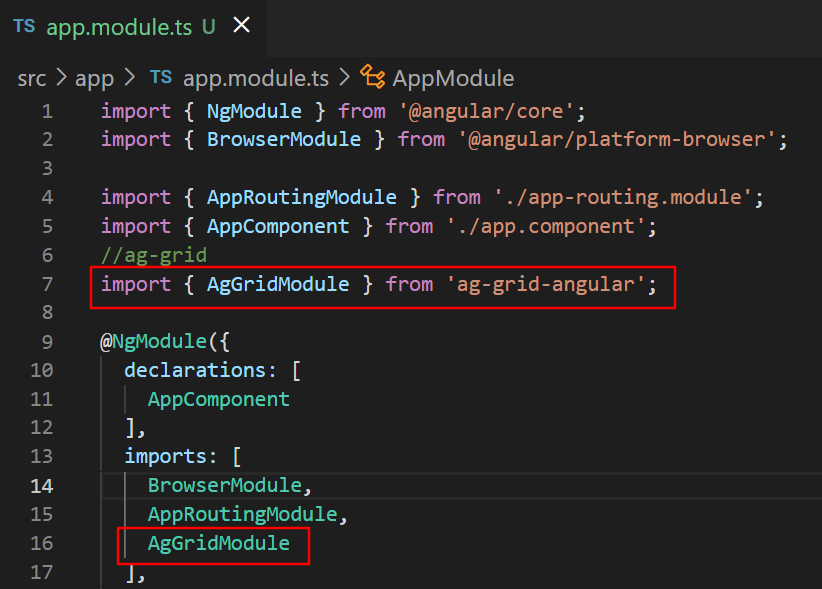 TS app.module.ts U ×
src > app > TS app.module.ts > AppModule
1 import { NgModule } from '@angular/core';
2 import { BrowserModule } from '@angular/platform-browser';
3
4 import { AppRoutingModule } from './app-routing.module';
5 import { AppComponent } from './app.component';
6 //ag-grid
7 import { AgGridModule } from 'ag-grid-angular';
8
9 @NgModule({
10 declarations: [
11 AppComponent
12 ],
13 imports: [
14 BrowserModule,
15 AppRoutingModule,
16 AgGridModule
17 ],